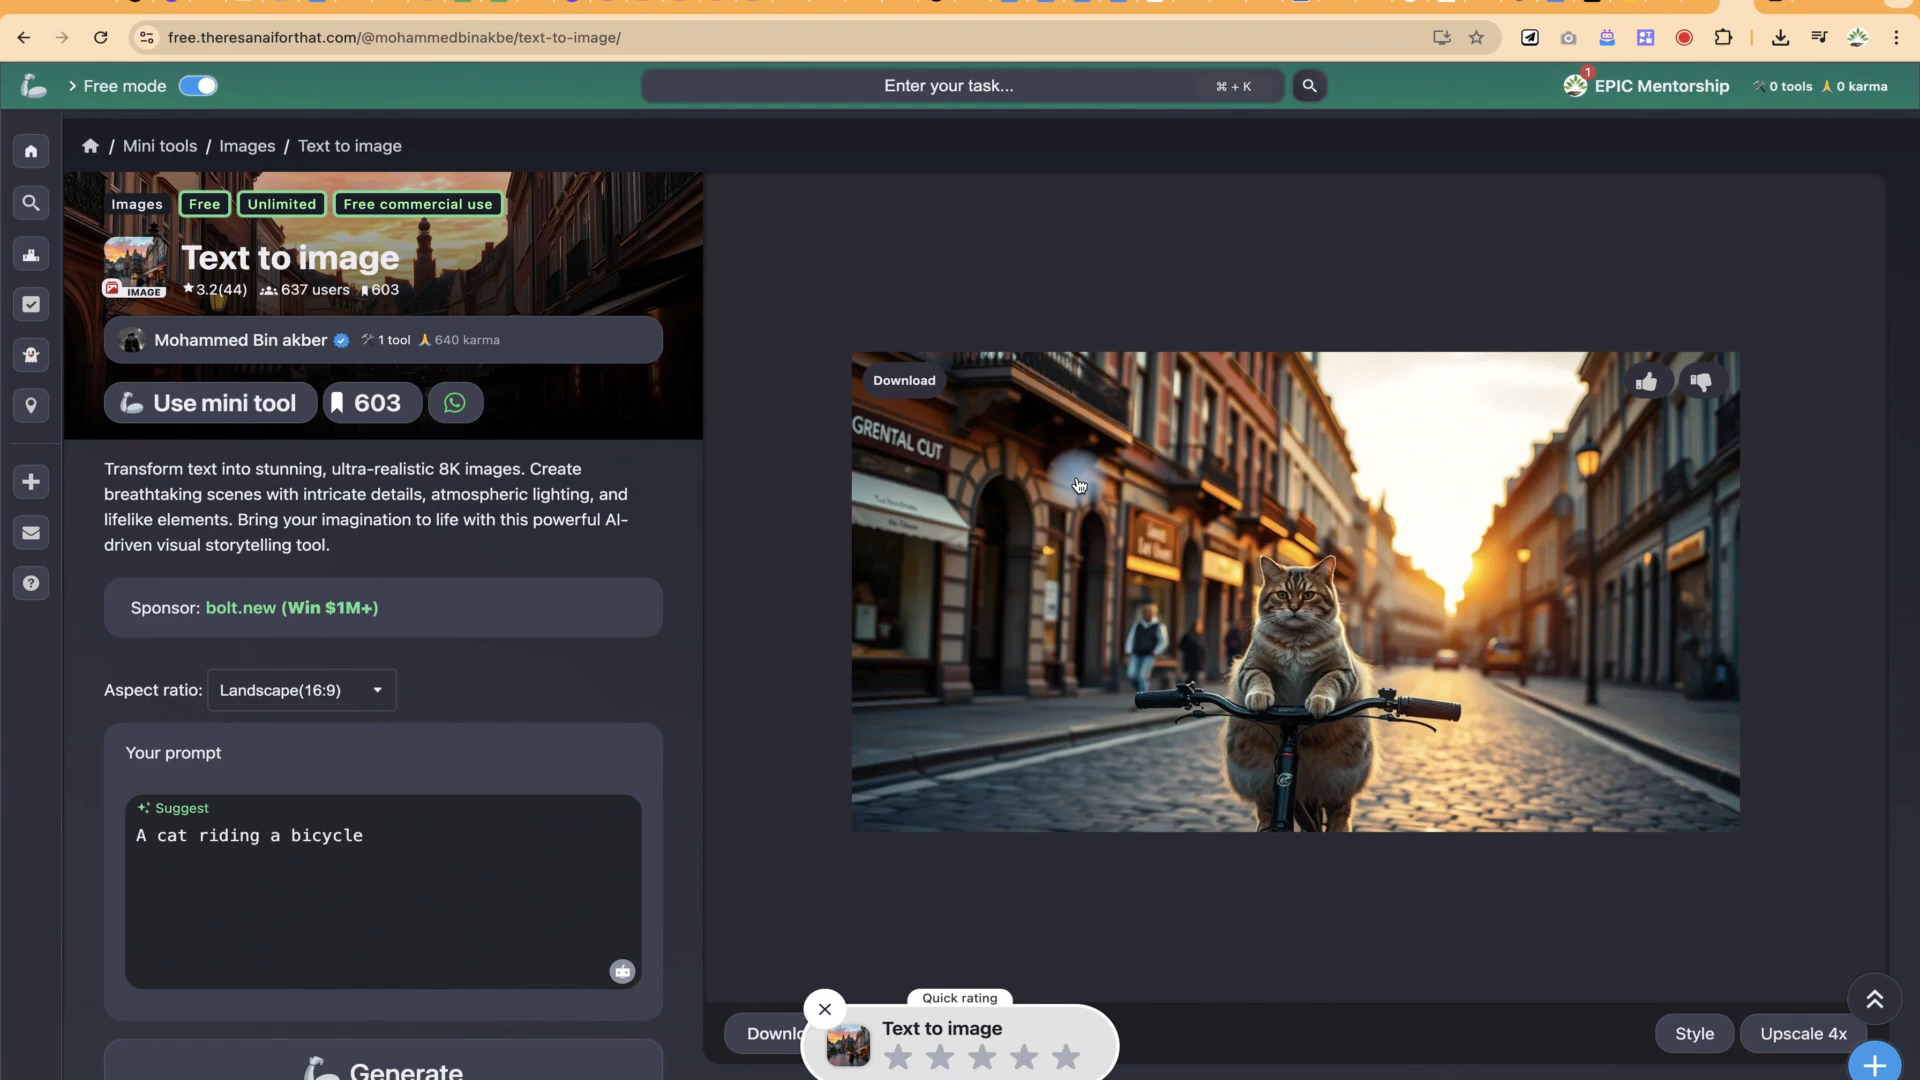 free.theresanaiforthat.com/@mohammedbinakbe/text-to-image/
Free mode
Enter your task...
⌘ + K
1
EPIC Mentorship
0 tools
0 karma
/ Mini tools / Images / Text to image
Images
Free
Unlimited
Free commercial use
Text to image
IMAGE
3.2(44)
637 users
603
Mohammed Bin akber
1 tool
640 karma
Use mini tool
603
Transform text into stunning, ultra-realistic 8K images. Create
breathtaking scenes with intricate details, atmospheric lighting, and
lifelike elements. Bring your imagination to life with this powerful AI-
driven visual storytelling tool.
Sponsor: bolt.new (Win $1M+)
Aspect ratio:
Landscape(16:9)
Your prompt
Suggest
A cat riding a bicycle
Generate
Download
GRENTAL CUT
Downlo
Quick rating
Text to image
Style
Upscale 4x